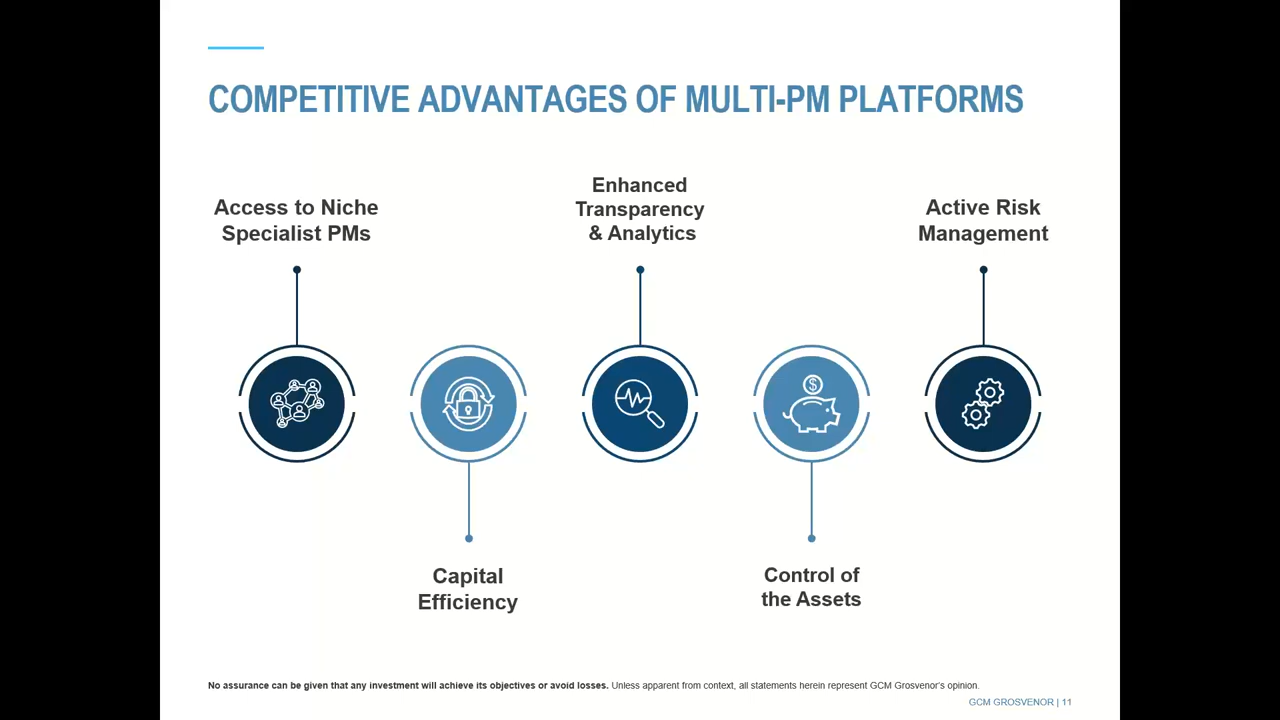 COMPETITIVE ADVANTAGES OF MULTI-PM PLATFORMS
Access to Niche
Specialist PMs
Enhanced
Transparency
& Analytics
Active Risk
Management
$
Capital
Efficiency
Control of
the Assets
No assurance can be given that any investment will achieve its objectives or avoid losses. Unless apparent from context, all statements herein represent GCM Grosvenor's opinion.
GCM GROSVENOR | 11